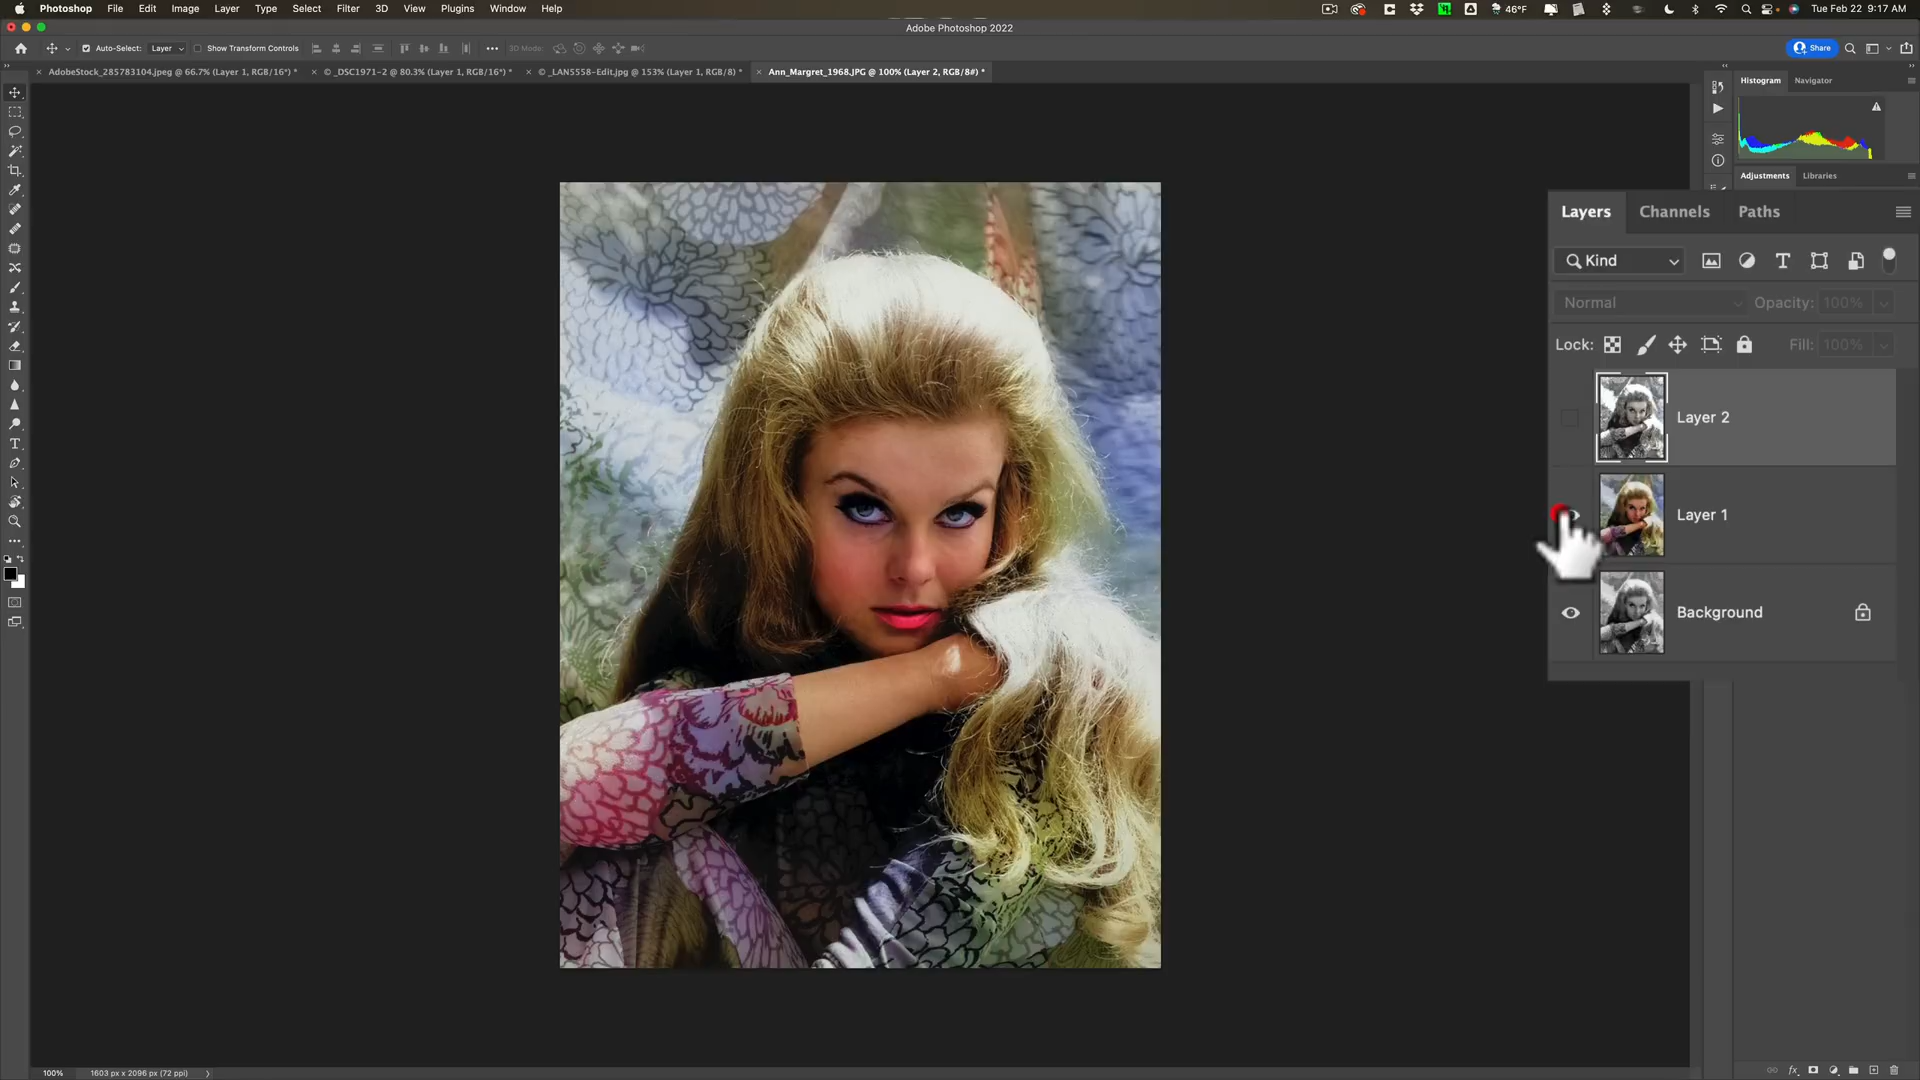 Photoshop File Edit Image Layer Type Select Filter 3D View Plugins Window Help 46°F Tue Feb 22 9:17 AM
Adobe Photoshop 2022
Auto-Select: Layer Show Transform Controls 3D Mode: Share
AdobeStock_285783104.jpeg @ 66.7% (Layer 1, RGB/16*) * © _DSC1971-2 @ 80.3% (Layer 1, RGB/16*) * © _LAN5558-Edit.jpg @ 153% (Layer 1, RGB/8) * Ann_Margret_1968.JPG @ 100% (Layer 2, RGB/8#) *
Histogram Navigator
Adjustments Libraries
Layers Channels Paths
Kind
Normal Opacity: 100%
Lock: Fill: 100%
Layer 2
Layer 1
Background
100% 1603 px x 2096 px (72 ppi)